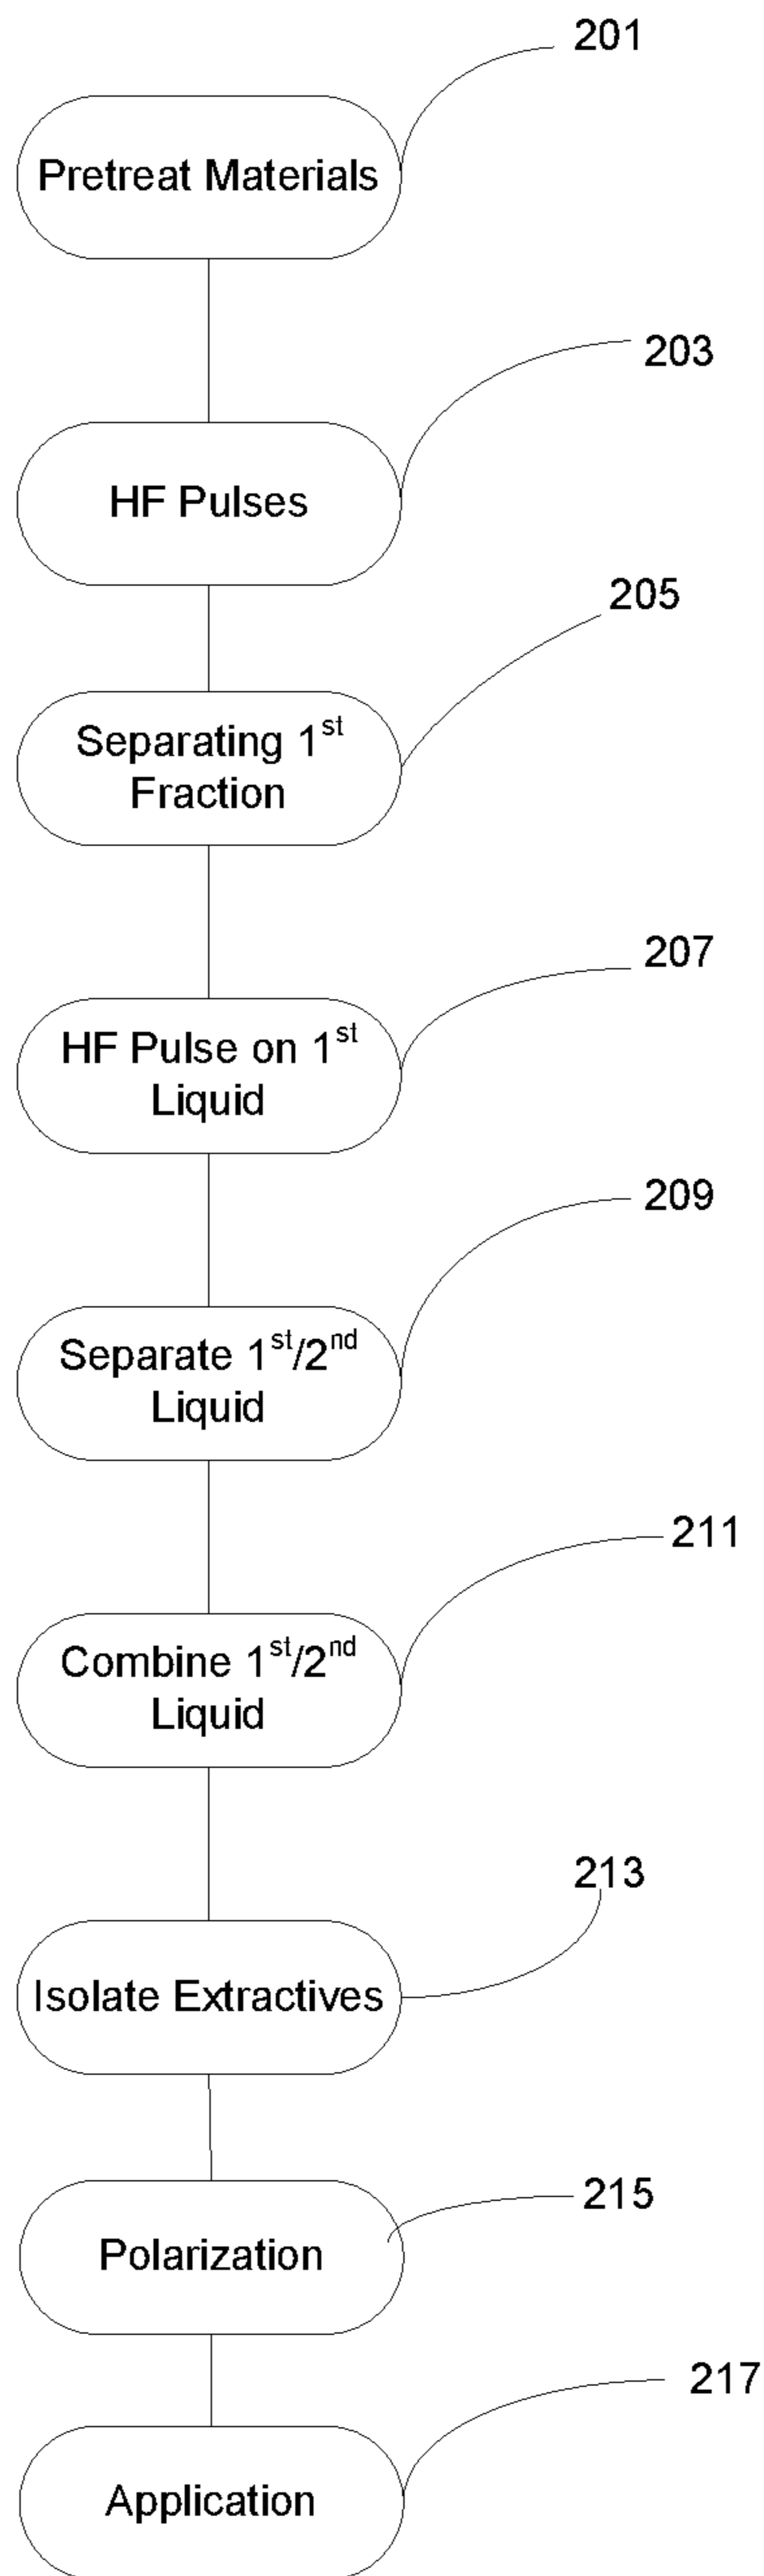 201
Pretreat Materials
203
HF Pulses
205
Separating 1st
Fraction
207
HF Pulse on 1st
Liquid
209
Separate 1st/2nd
Liquid
211
Combine 1st/2nd
Liquid
213
Isolate Extractives
215
Polarization
217
Application